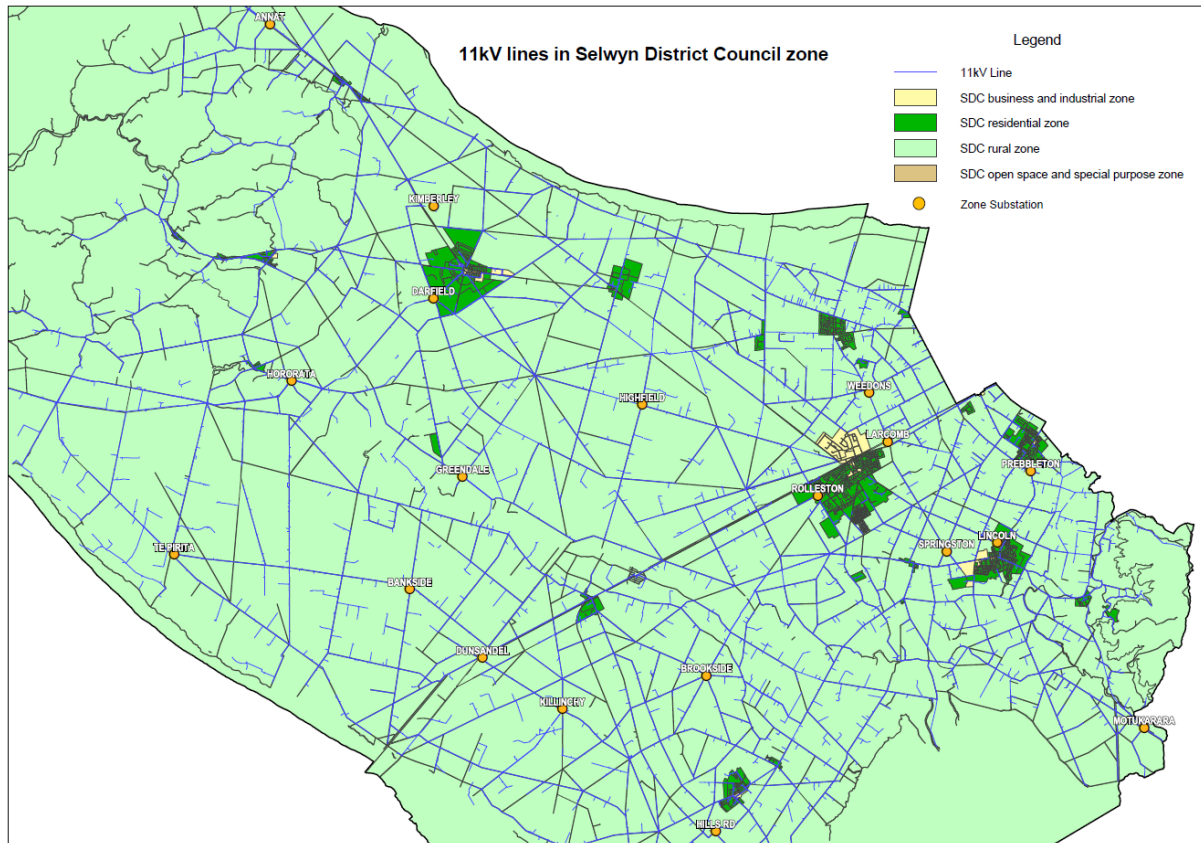 ANNAT
11kV lines in Selwyn District Council zone
Legend
11kV Line
SDC business and industrial zone
SDC residential zone
SDC rural zone
SDC open space and special purpose zone
Zone Substation
KIMBERLEY
DARFIELD
HORORATA
WEEDONS
HIGHFIELD
LARCOMB
PREBBLETON
GREENDALE
ROLLESTON
LINCOLN
SPRINGSTON
TE PIRITA
BANKSIDE
DUNSANDEL
BROOKSIDE
KILLINCHY
MOTUKARARA
HILLS RD